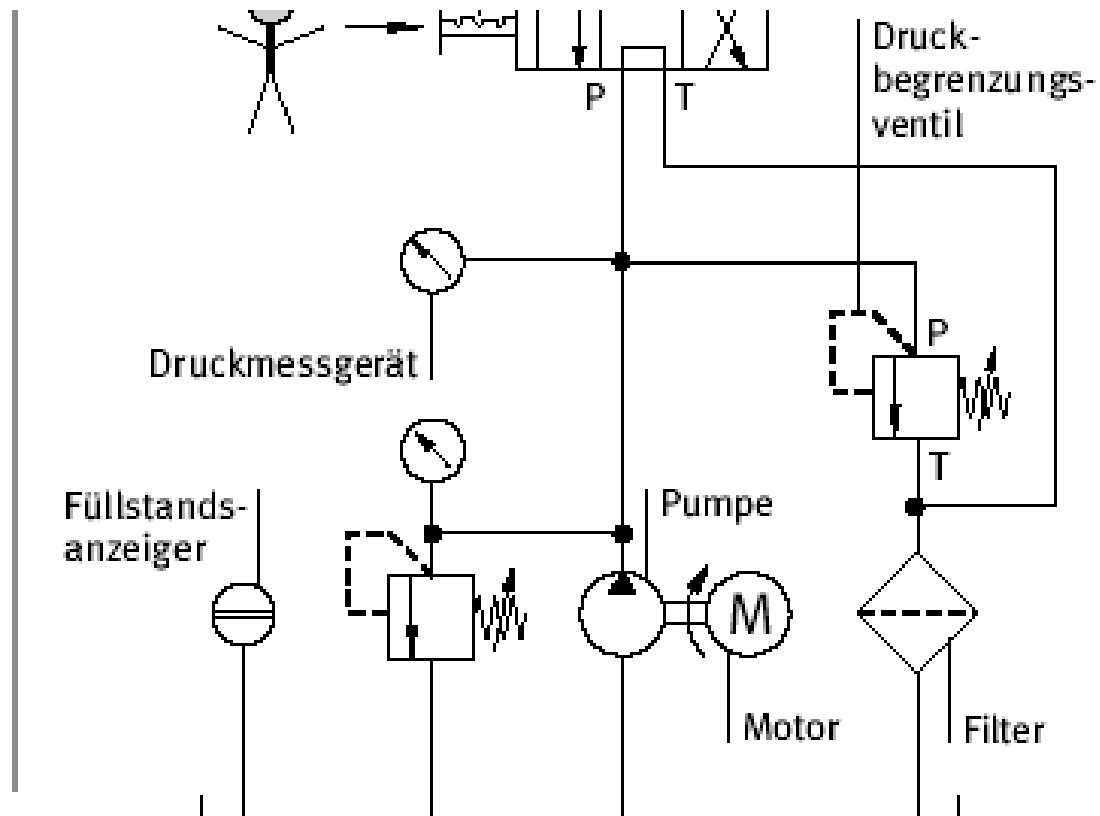 Druck-
begrenzungs-
ventil
P
T
P
Druckmessgerät
T
Füllstands-
anzeiger
Pumpe
M
Motor
Filter